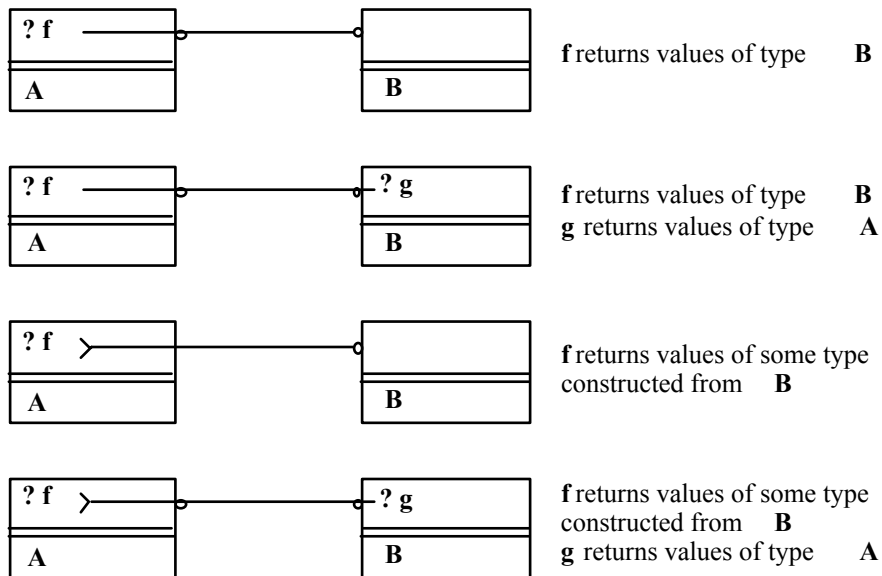 ? f
A
B
f returns values of type B
? f
A
? g
B
f returns values of type B
g returns values of type A
? f
A
B
f returns values of some type
constructed from B
? f
A
? g
B
f returns values of some type
constructed from B
g returns values of type A